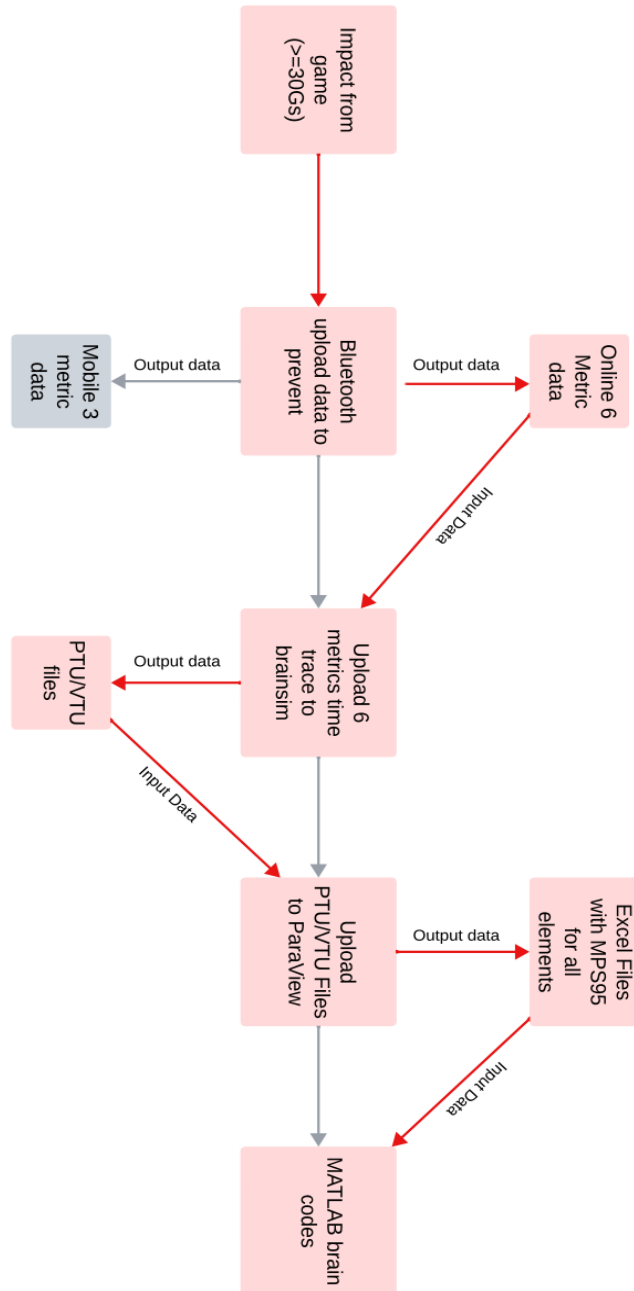 Impact from
game
(>=30Gs)
Bluetooth
upload data to
prevent
Output data
Mobile 3
metric
data
Output data
Online 6
Metric
data
Input Data
Upload 6
metrics time
trace to
brainsim
Output data
PTU/VTU
files
Input Data
Upload
PTU/VTU Files
to ParaView
Output data
Excel Files
with MPS95
for all
elements
Input Data
MATLAB brain
codes